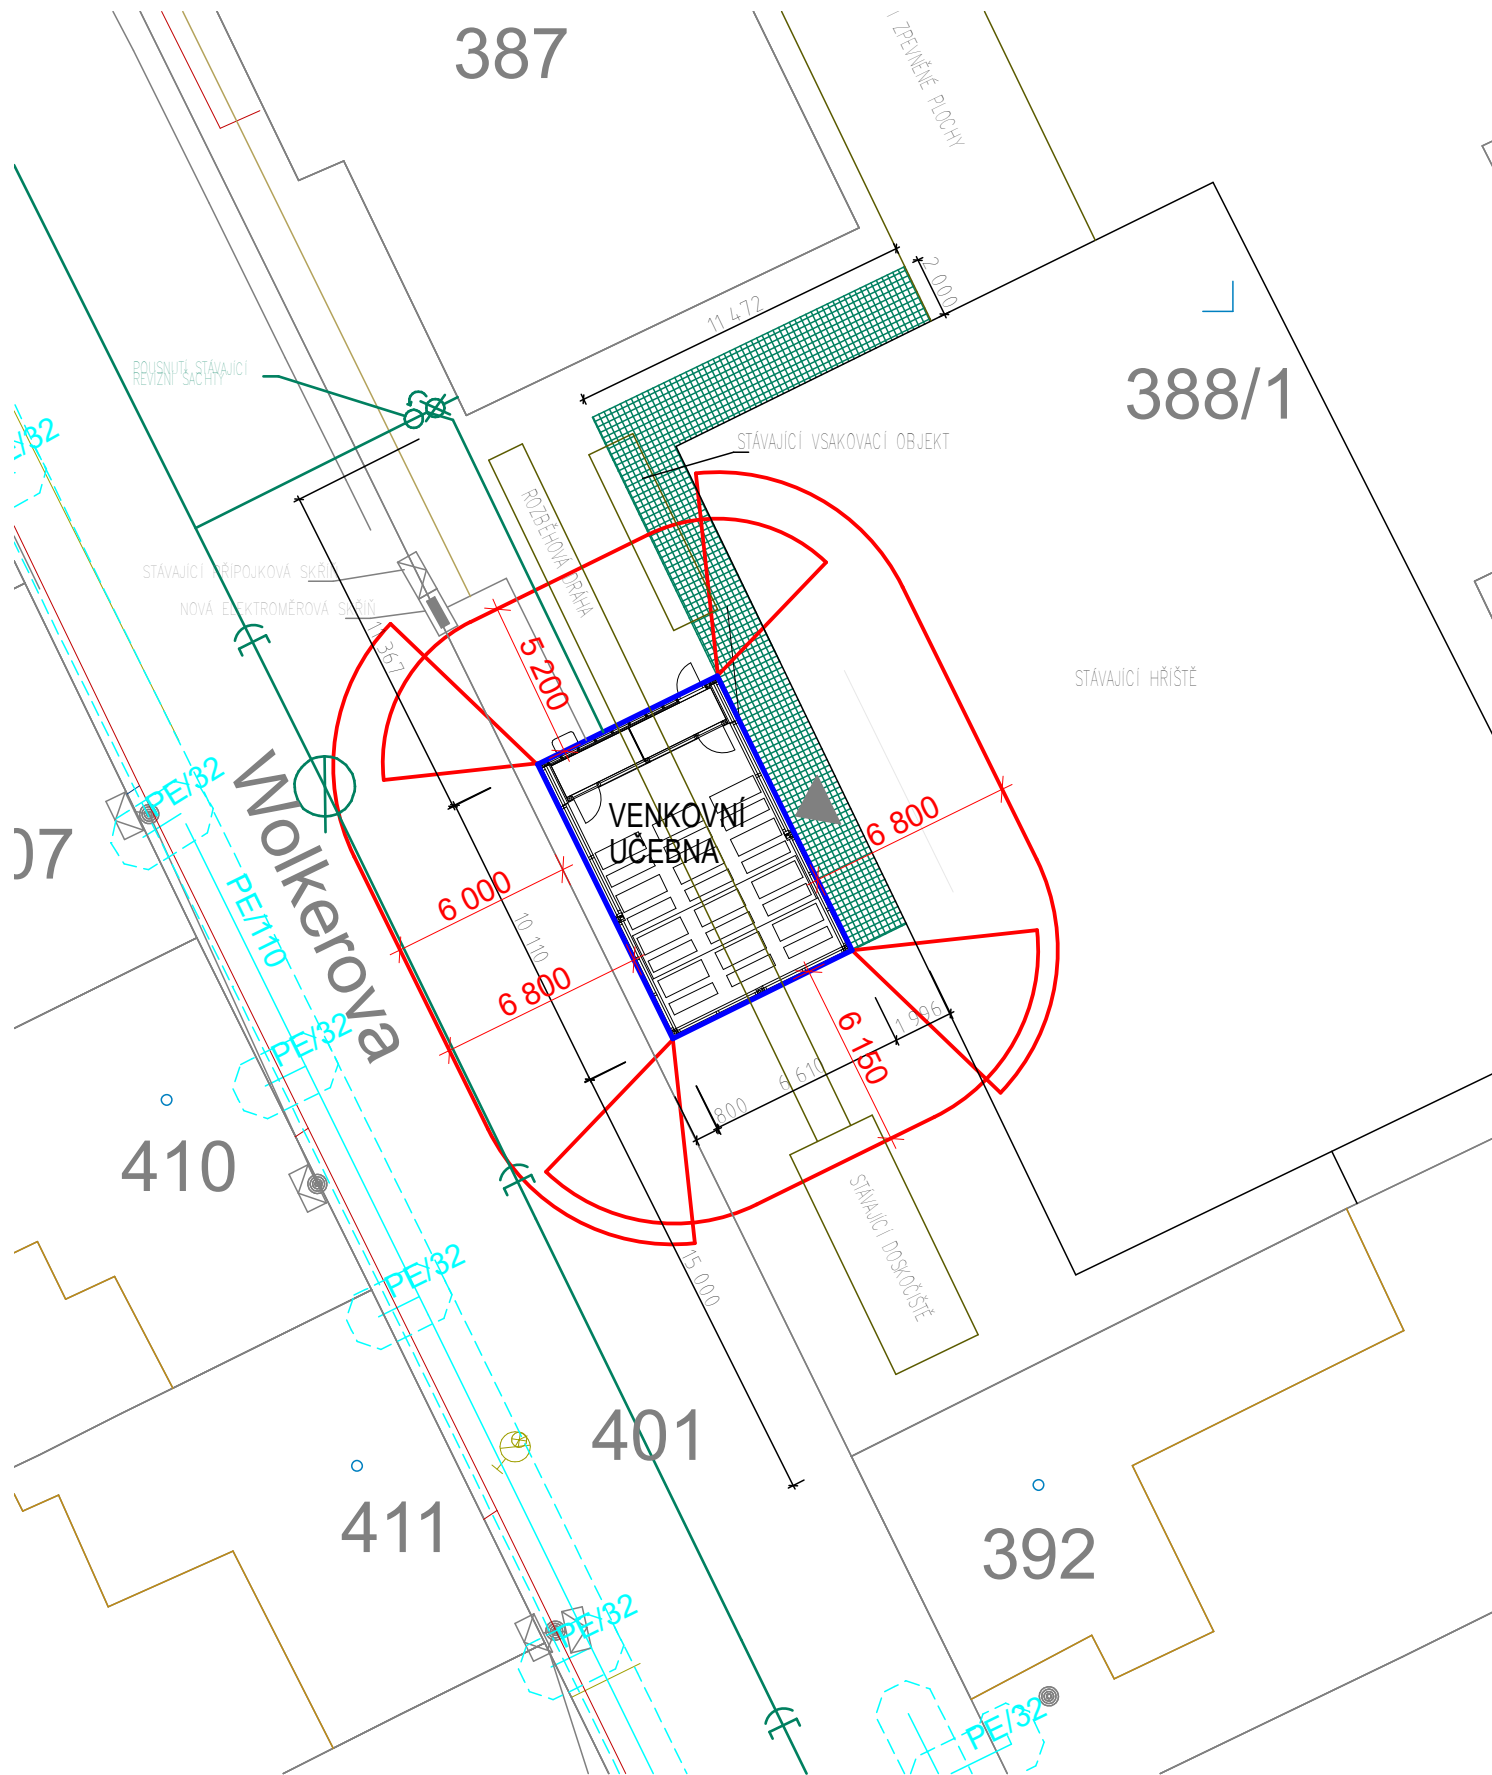 387
I ZPEVNĚNÉ PLOCHY
2 000
11 472
388/1
POUSNUTÍ STÁVAJÍCÍ
REVIZNÍ ŠACHTY
STÁVAJÍCÍ VSAKOVACÍ OBJEKT
ROZBĚHOVÁ DRÁHA
STÁVAJÍCÍ PŘÍPOJKOVÁ SKŘÍŇ
NOVÁ ELEKTROMĚROVÁ SKŘÍŇ
11 367
5 200
STÁVAJÍCÍ HŘIŠTĚ
/32
PE/32
Wolkerova
VENKOVNÍ
UČEBNA
6 800
07
6 000
PE/110
10 110
6 800
1 996
6 150
6 610
800
PE/32
410
STÁVAJÍCÍ DOSKOČIŠTĚ
15 000
PE/32
401
411
392
PE/32
PE/32